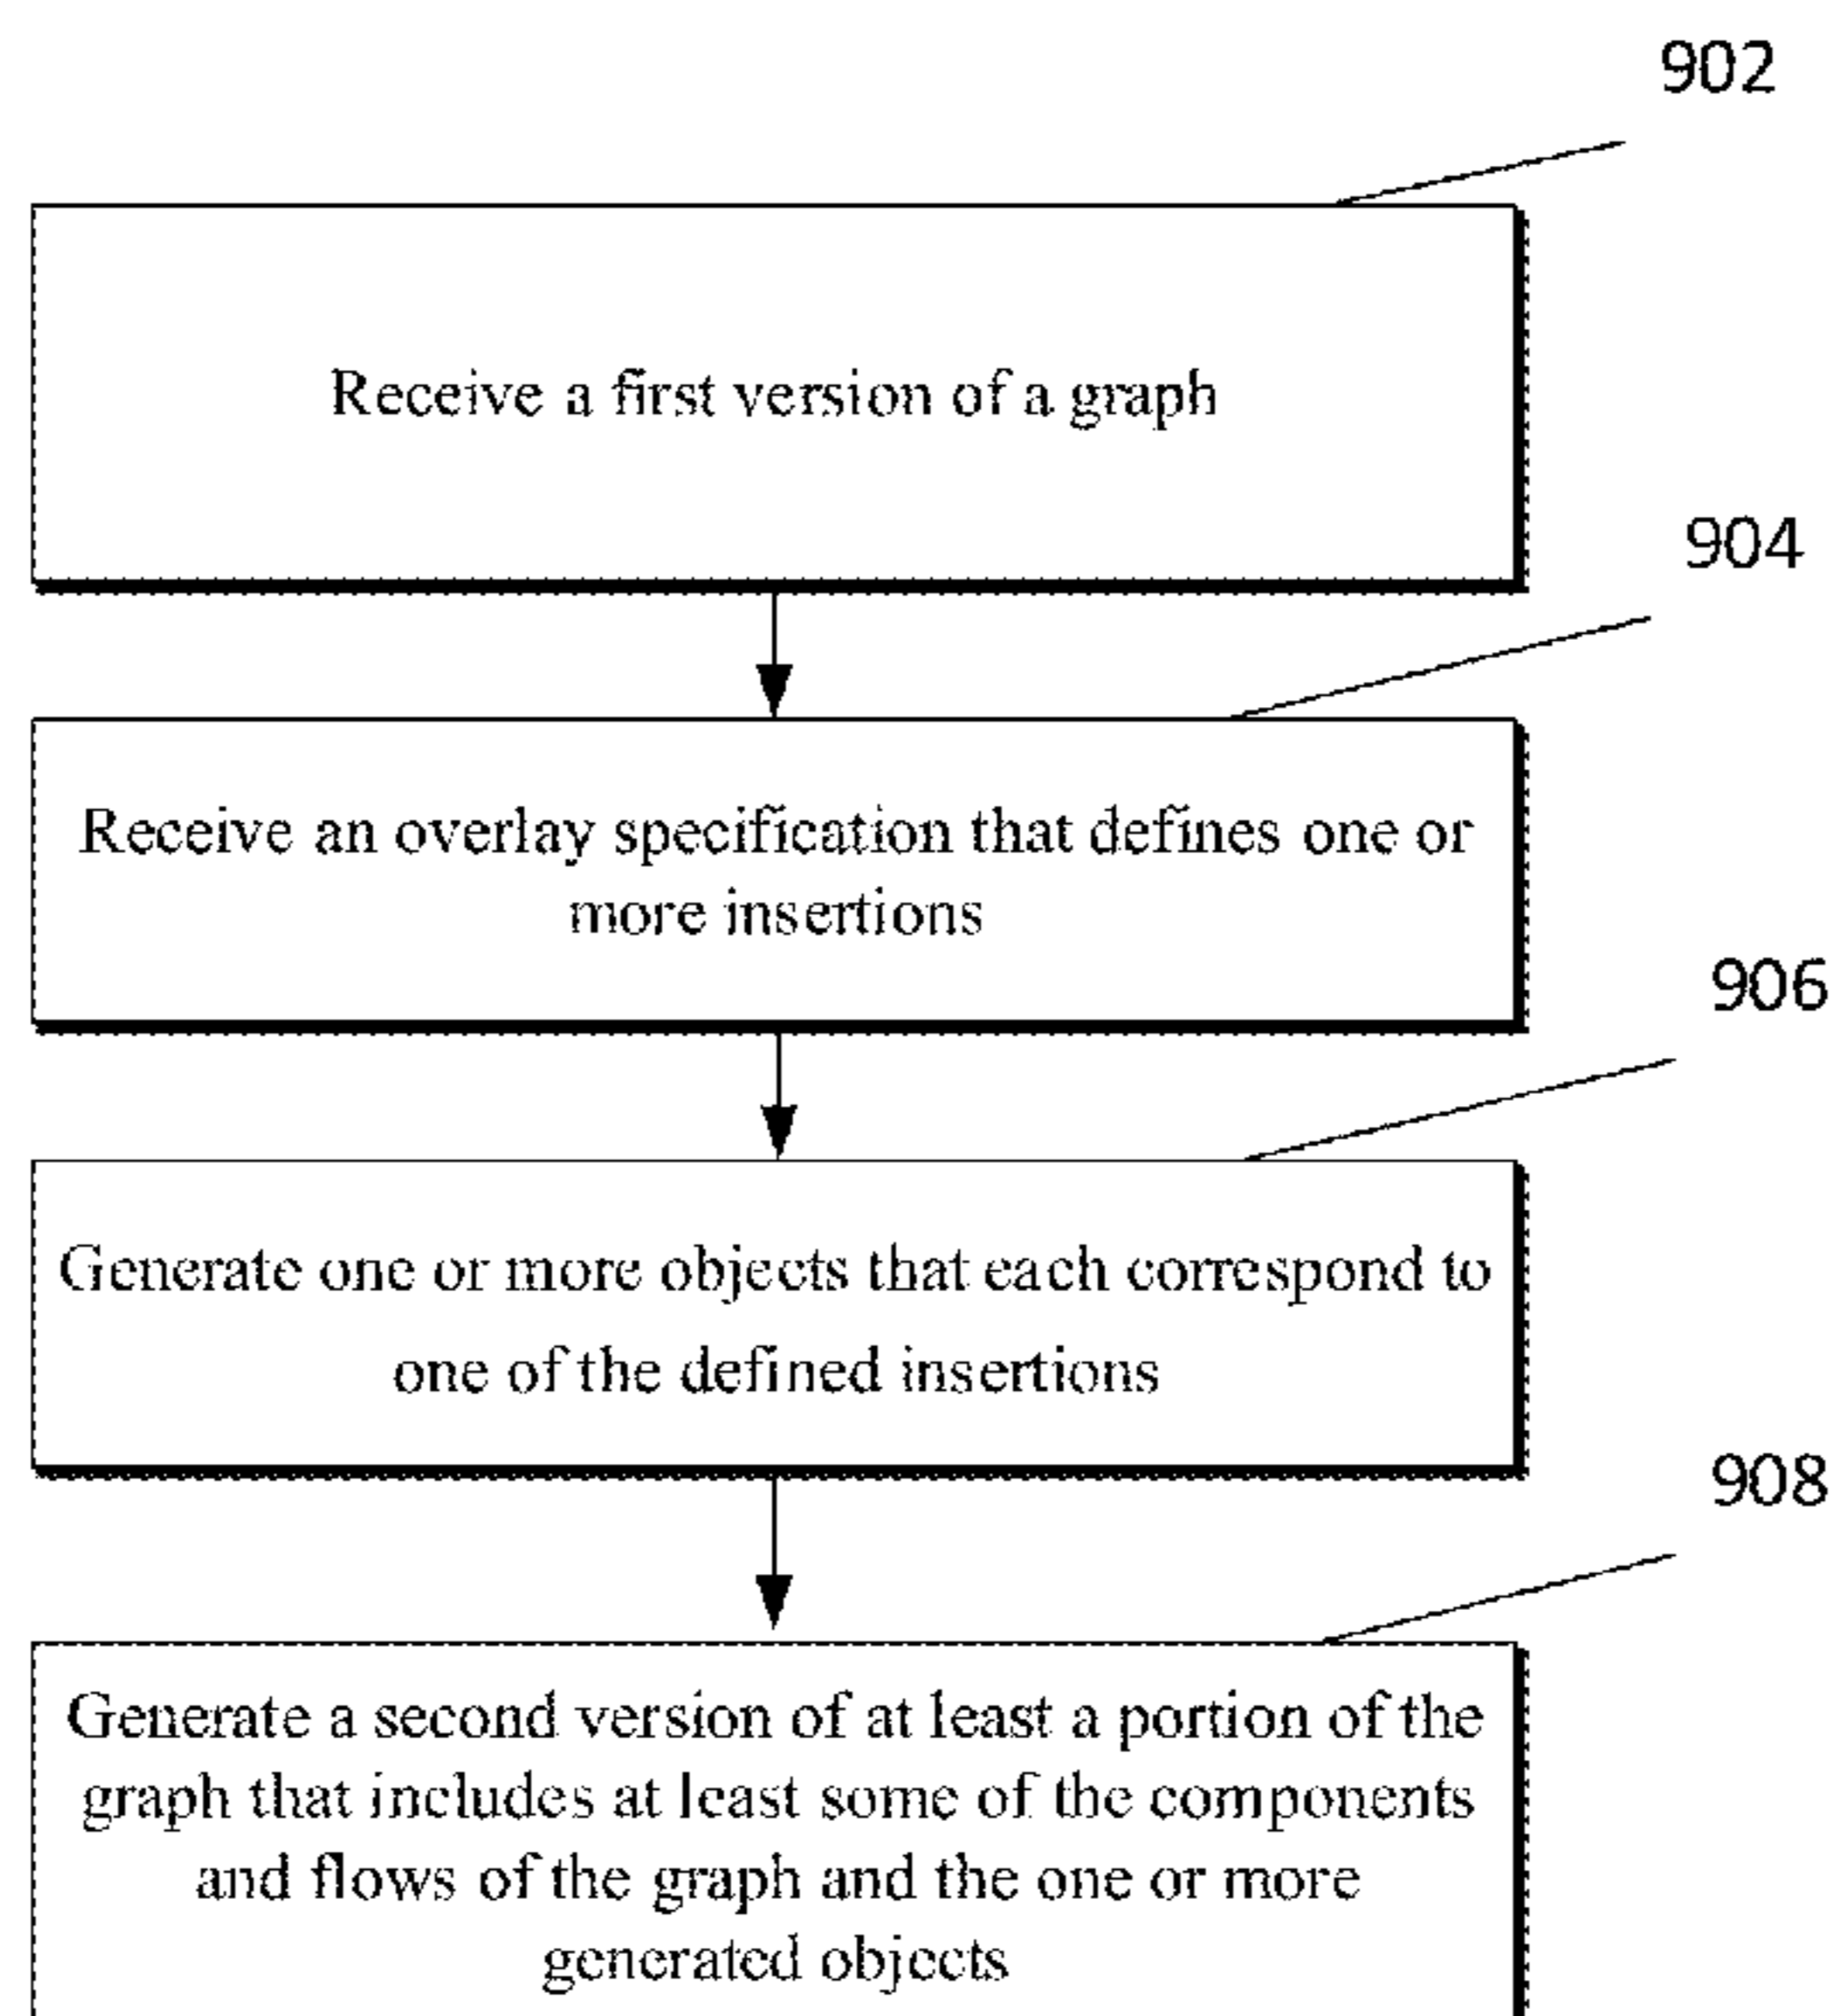 902
Receive a first version of a graph
904
Receive an overlay specification that defines one or
more insertions
906
Generate one or more objects that each correspond to
one of the defined insertions
908
Generate a second version of at least a portion of the
graph that includes at least some of the components
and flows of the graph and the one or more
generated objects